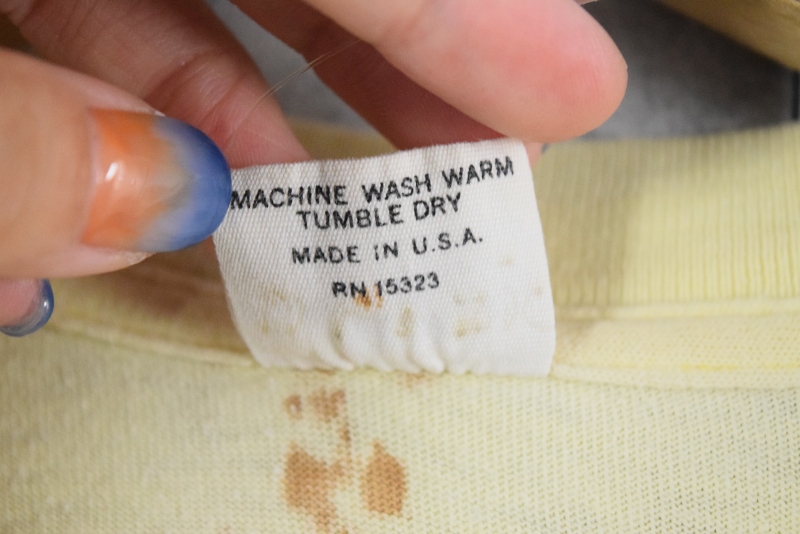 MACHINE WASH WARM
TUMBLE DRY
MADE IN U.S.A.
RN 15323